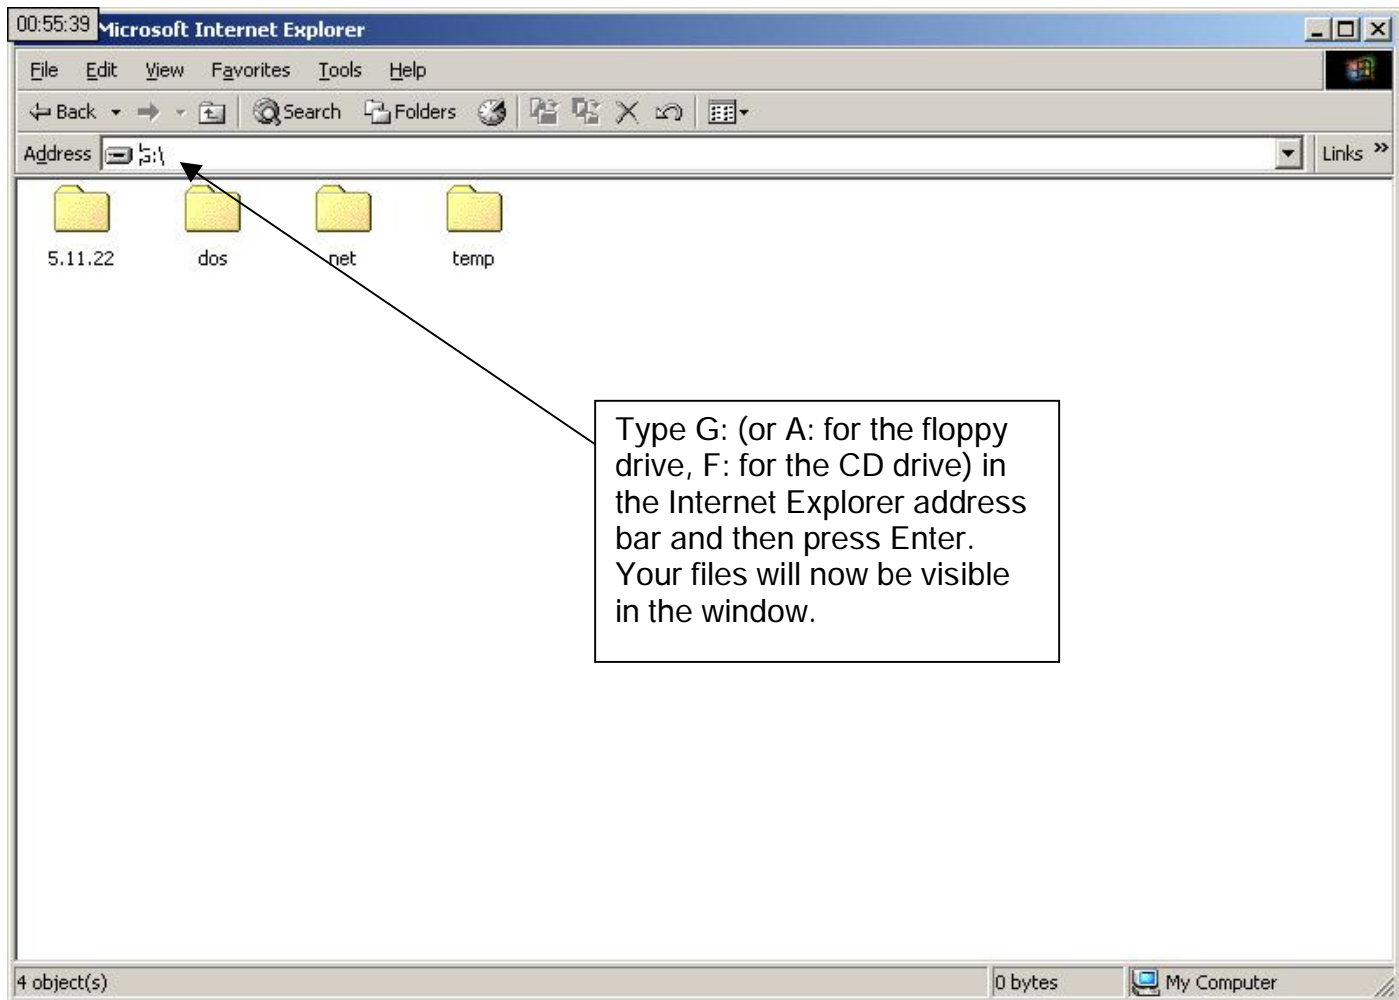 00:55:39 Microsoft Internet Explorer
File Edit View Favorites Tools Help
Back Search Folders
Address :\ Links »
5.11.22 dos net temp
Type G: (or A: for the floppy
drive, F: for the CD drive) in
the Internet Explorer address
bar and then press Enter.
Your files will now be visible
in the window.
4 object(s) 0 bytes My Computer